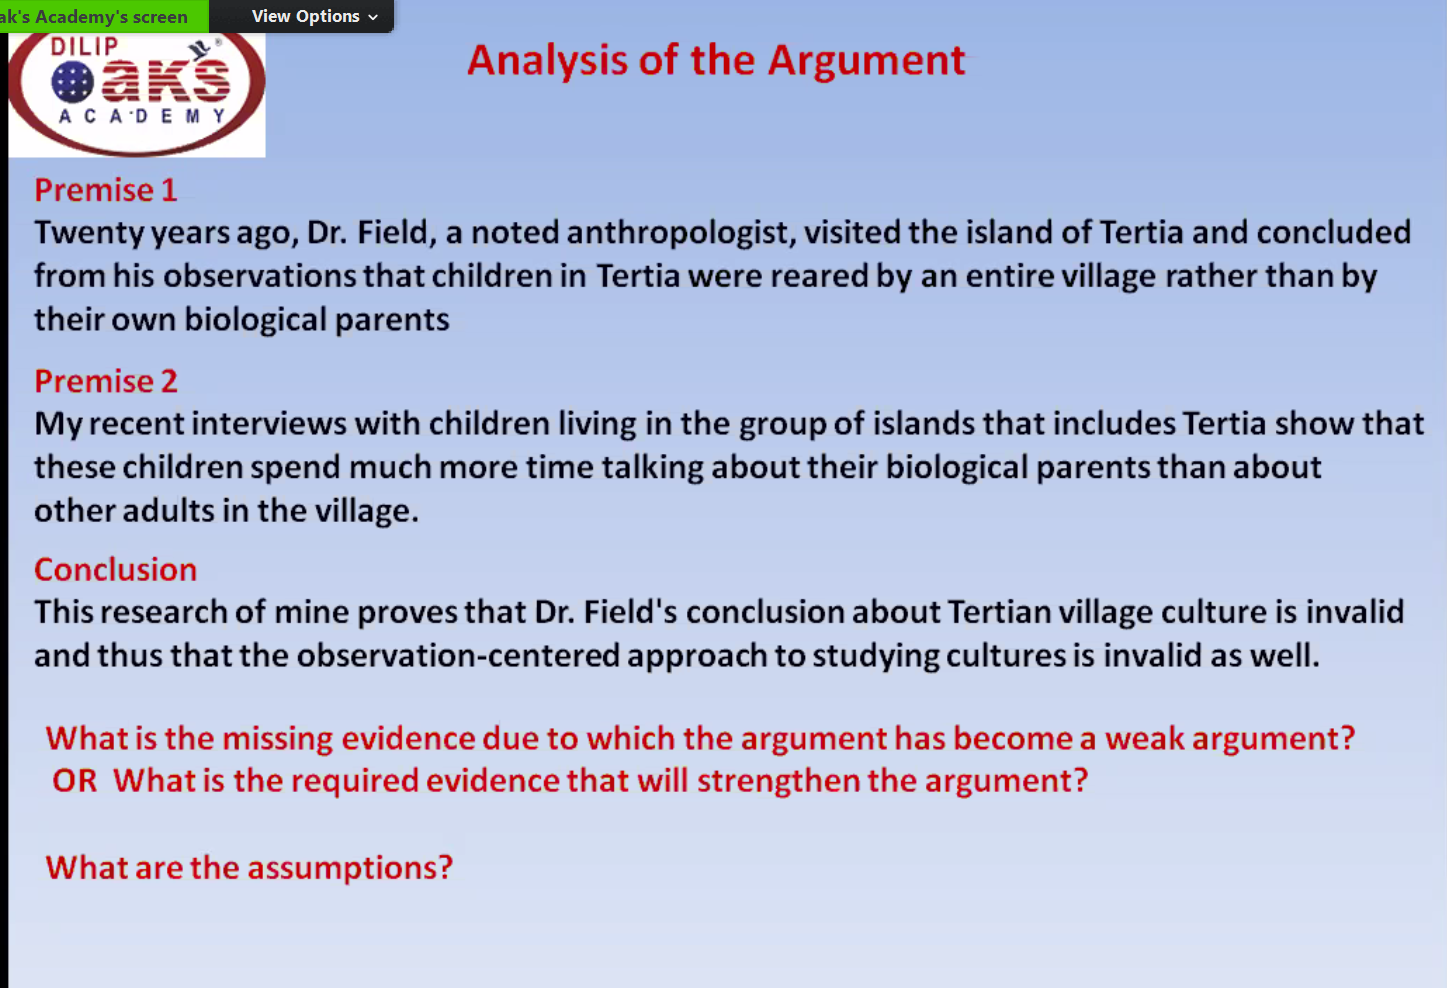 ak's Academy's screen View Options
DILIP
OAKS
ACADEMY
Analysis of the Argument
Premise 1
Twenty years ago, Dr. Field, a noted anthropologist, visited the island of Tertia and concluded
from his observations that children in Tertia were reared by an entire village rather than by
their own biological parents
Premise 2
My recent interviews with children living in the group of islands that includes Tertia show that
these children spend much more time talking about their biological parents than about
other adults in the village.
Conclusion
This research of mine proves that Dr. Field's conclusion about Tertian village culture is invalid
and thus that the observation-centered approach to studying cultures is invalid as well.
What is the missing evidence due to which the argument has become a weak argument?
OR What is the required evidence that will strengthen the argument?
What are the assumptions?